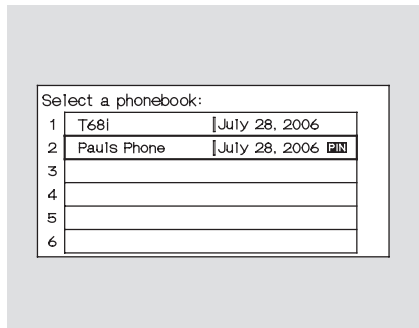 Select a phonebook:
1 T68i July 28, 2006
2 Pauls Phone July 28, 2006 PIN
3
4
5
6